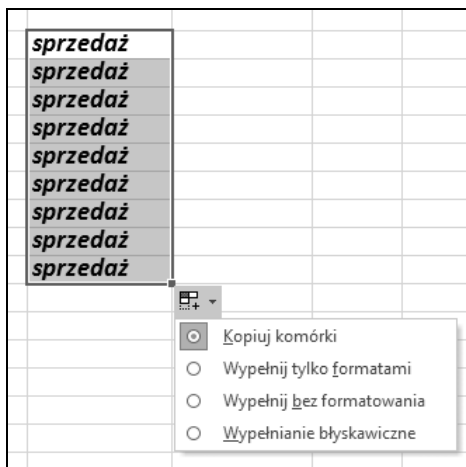 sprzedaż
sprzedaż
sprzedaż
sprzedaż
sprzedaż
sprzedaż
sprzedaż
sprzedaż
sprzedaż
Kopiuj komórki
Wypełnij tylko formatami
Wypełnij bez formatowania
Wypełnianie błyskawiczne